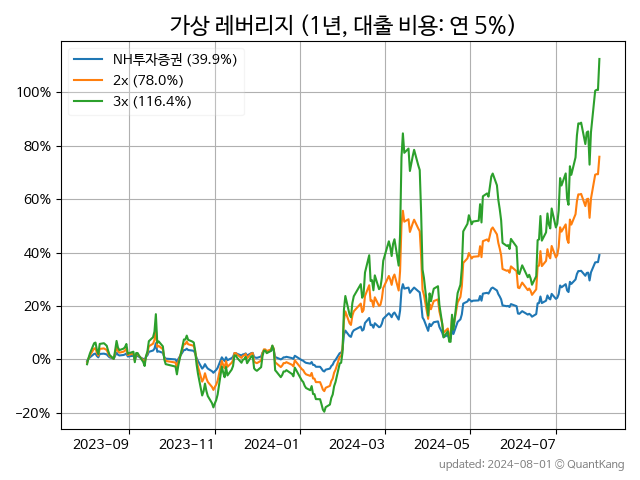 가상 레버리지 (1년, 대출 비용: 연 5%)
NH투자증권 (39.9%)
2x (78.0%)
3x (116.4%)
100%
80%
60%
40%
20%
0%
−20%
2023-09 2023-11 2024-01 2024-03 2024-05 2024-07
updated: 2024-08-01 © QuantKang